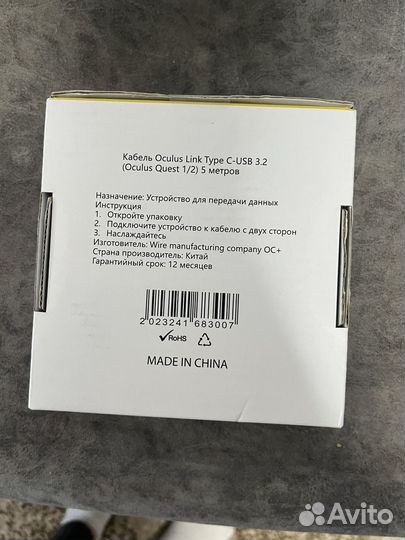 Кабель Oculus Link Type C-USB 3.2
(Oculus Quest 1/2) 5 метров
Назначение: Устройство для передачи данных
Инструкция
1. Откройте упаковку
2. Подключите устройство к кабелю с двух сторон
3. Наслаждайтесь
Изготовитель: Wire manufacturing company OC+
Страна производитель: Китай
Гарантийный срок: 12 месяцев
2 023241 683007
RoHS
MADE IN CHINA
Avito